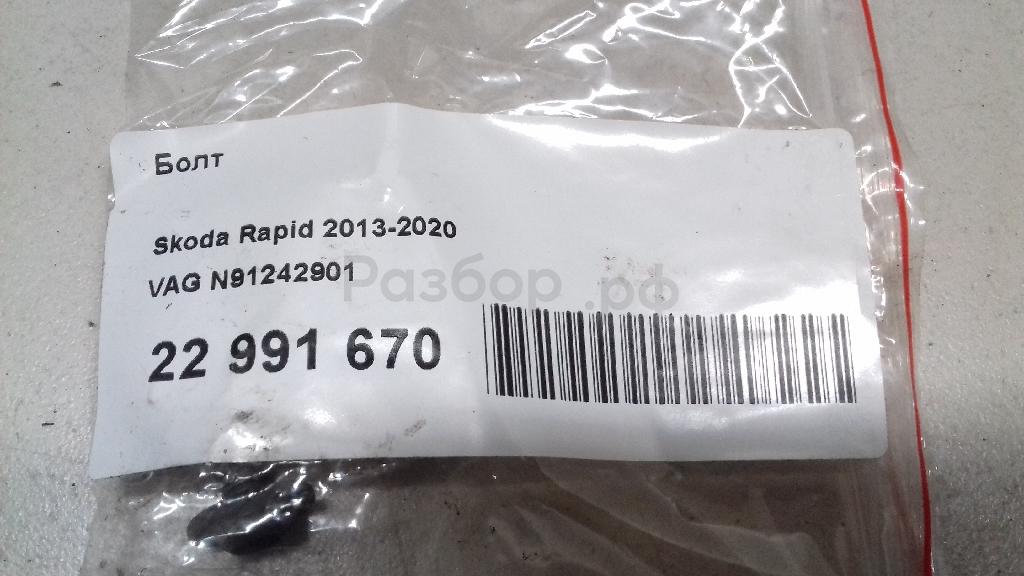 Болт
Skoda Rapid 2013-2020
VAG N91242901
Разбор.рф
22 991 670